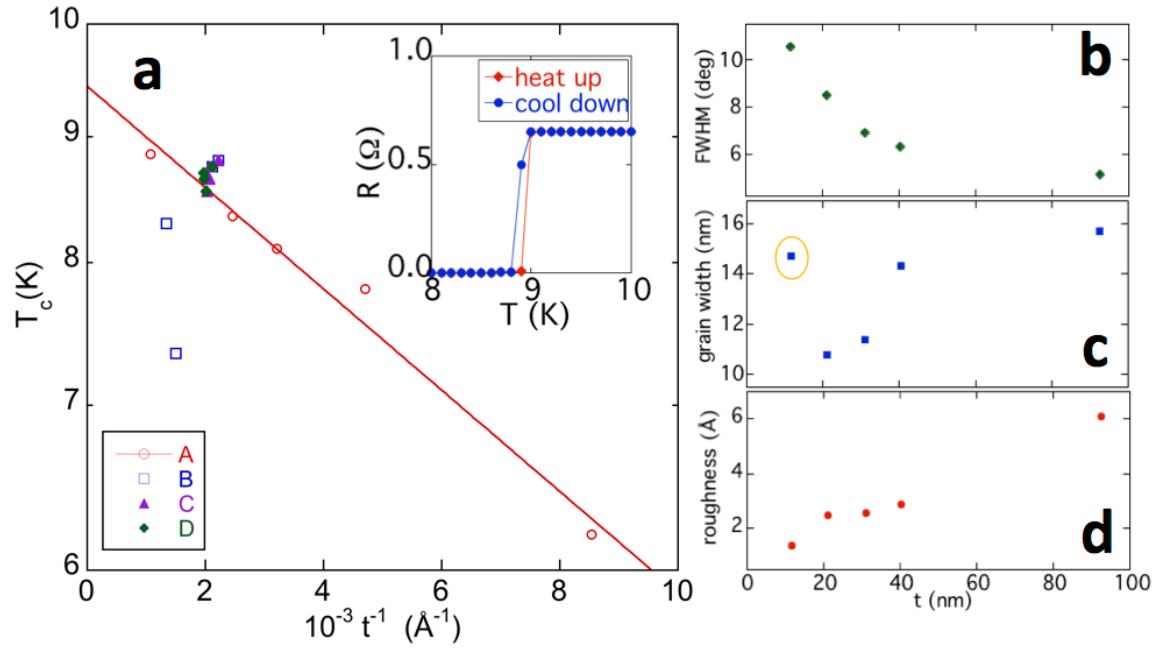 a
10
9
8
7
6
T_c(K)
0
2
4
6
8
10
10⁻³ t⁻¹ (Å⁻¹)
A
B
C
D
1.0
0.5
0.0
R (Ω)
heat up
cool down
8
9
10
T (K)
b
10
8
6
FWHM (deg)
c
16
14
12
10
grain width (nm)
d
6
4
2
roughness (Å)
0
20
40
60
80
100
t (nm)